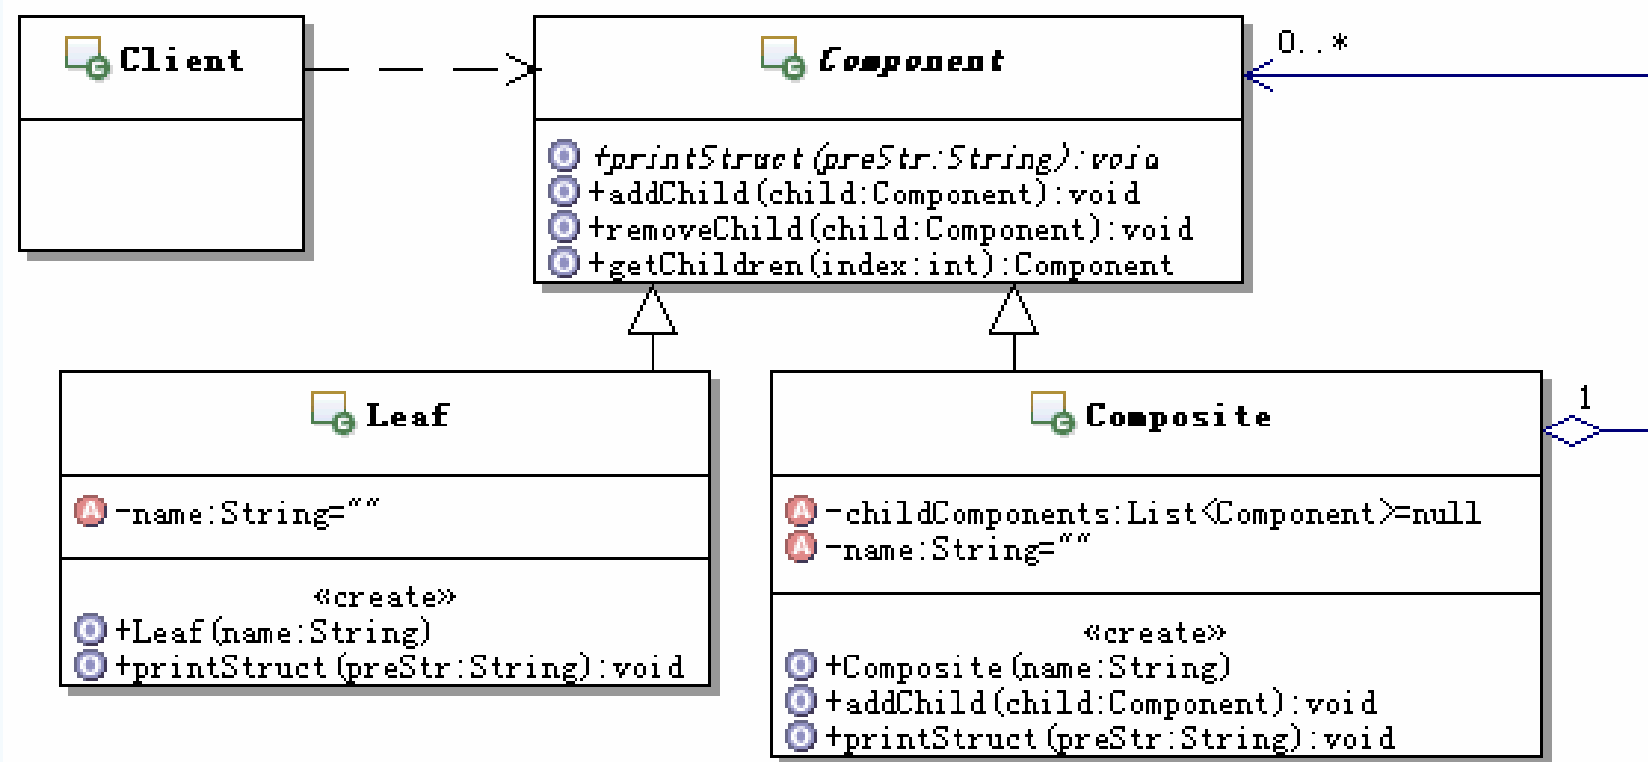 Client
Component
0..*
+printStruct(preStr:String):void
+addChild(child:Component):void
+removeChild(child:Component):void
+getChildren(index:int):Component
Leaf
-name:String=""
«create»
+Leaf(name:String)
+printStruct(preStr:String):void
Composite
1
-childComponents:List<Component>=null
-name:String=""
«create»
+Composite(name:String)
+addChild(child:Component):void
+printStruct(preStr:String):void